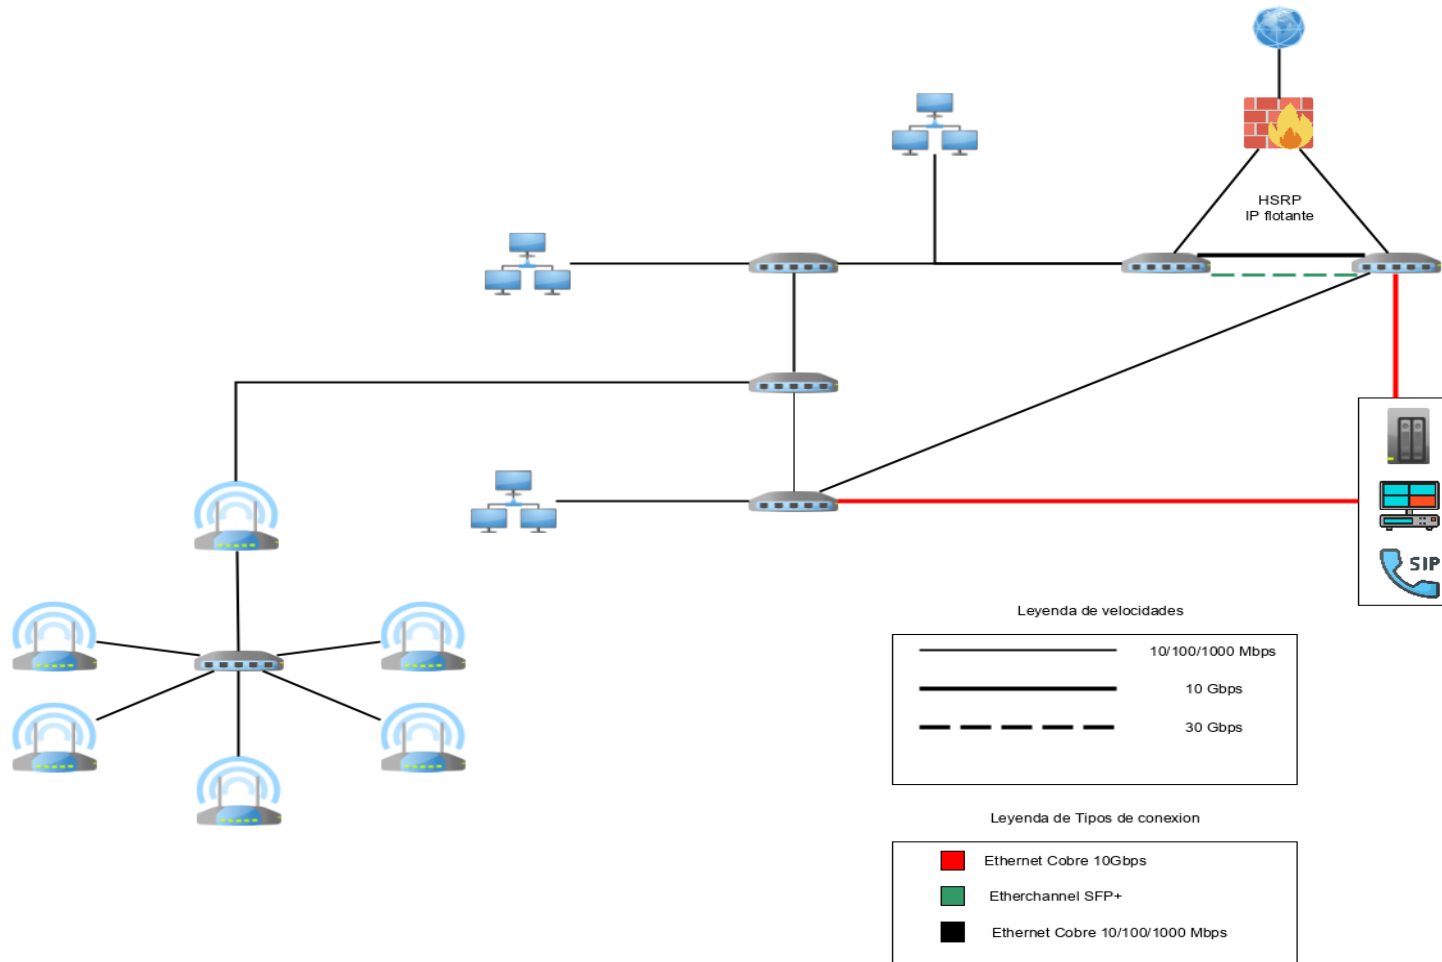 HSRP
IP flotante
SIP
Leyenda de velocidades
10/100/1000 Mbps
10 Gbps
30 Gbps
Leyenda de Tipos de conexion
Ethernet Cobre 10Gbps
Etherchannel SFP+
Ethernet Cobre 10/100/1000 Mbps